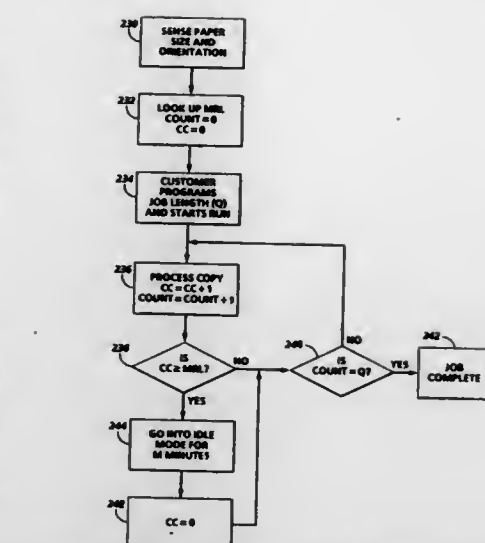 230
SENSE PAPER
SIZE AND
ORIENTATION
232
LOOK UP MRL
COUNT = 0
CC = 0
234
CUSTOMER
PROGRAMS
JOB LENGTH (Q)
AND STARTS RUN
236
PROCESS COPY
CC = CC + 1
COUNT = COUNT + 1
238
IS
CC ≥ MRL?
NO
YES
240
IS
COUNT = Q?
NO
YES
242
JOB
COMPLETE
244
GO INTO IDLE
MODE FOR
M MINUTES
CC = 0